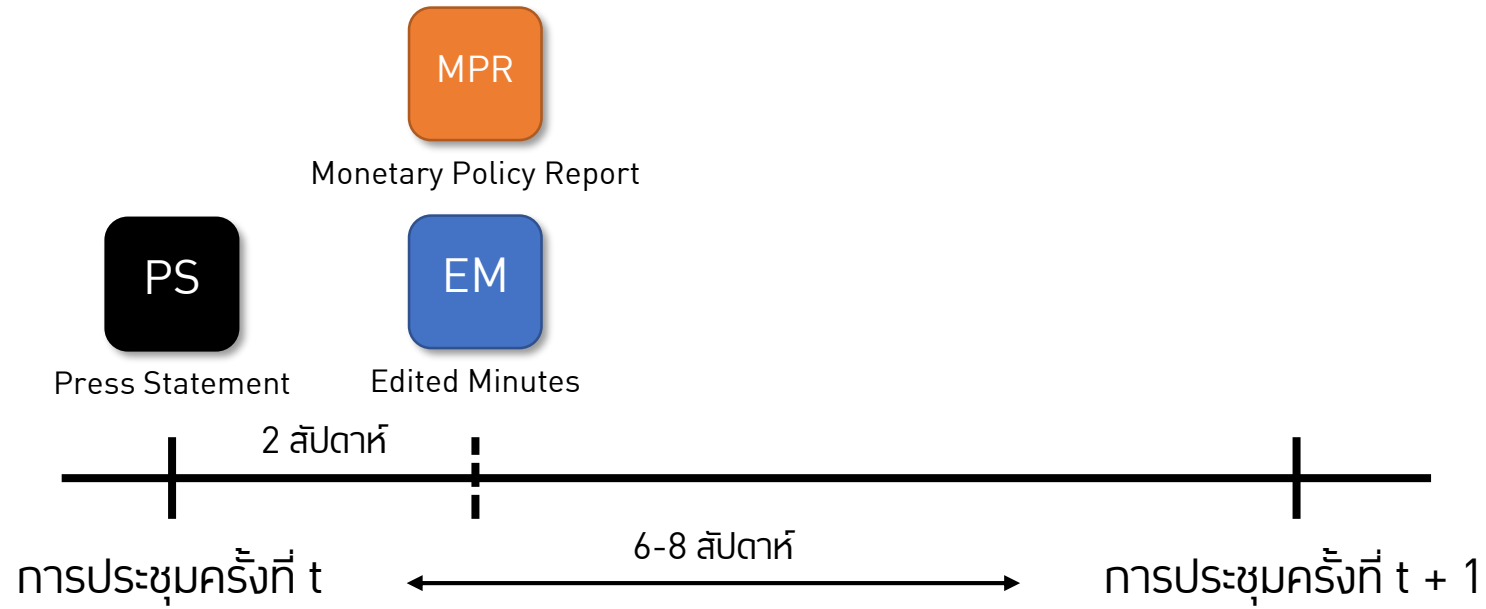 MPR
Monetary Policy Report
PS
EM
Press Statement
Edited Minutes
2 สัปดาห์
6-8 สัปดาห์
การประชุมครั้งที่ t
การประชุมครั้งที่ t + 1